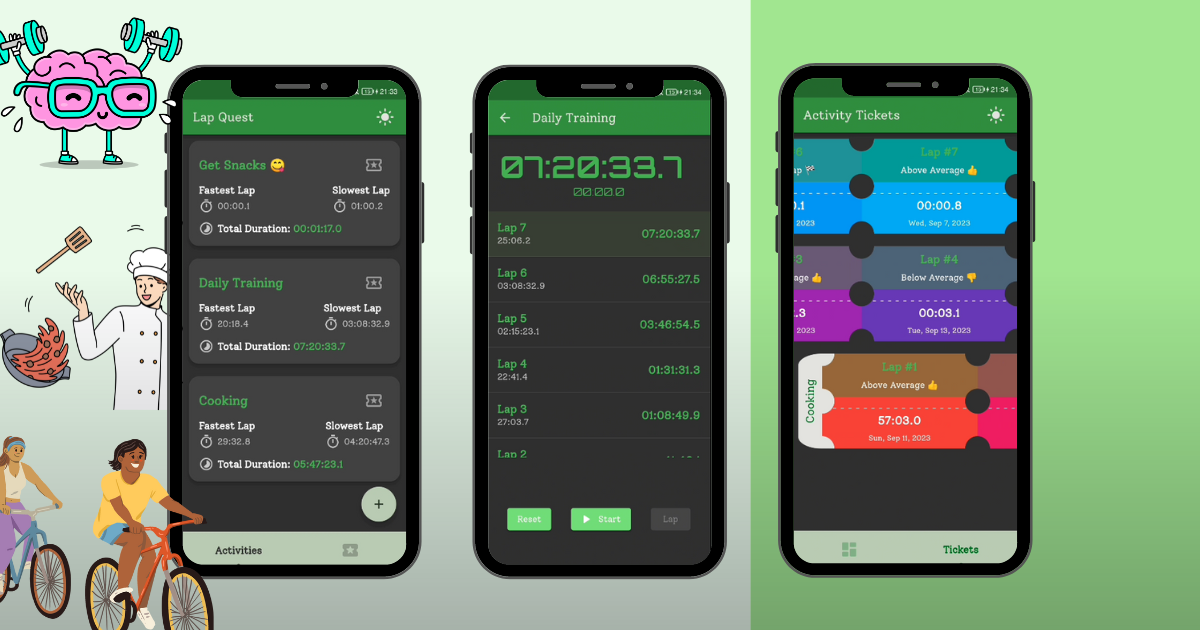 21:33
Lap Quest
Get Snacks 😋
Fastest Lap Slowest Lap
00:00.1 01:00.2
Total Duration: 00:01:17.0
Daily Training
Fastest Lap Slowest Lap
20:18.4 03:08:32.9
Total Duration: 07:20:33.7
Cooking
Fastest Lap Slowest Lap
29:32.8 04:20:47.3
Total Duration: 05:47:23.1
+
Activities
21:34
Daily Training
07:20:33.7
00:00.0
Lap 7
25:06.2 07:20:33.7
Lap 6
03:08:32.9 06:55:27.5
Lap 5
02:15:23.1 03:46:54.5
Lap 4
22:41.4 01:31:31.3
Lap 3
27:03.7 01:08:49.9
Lap 2
Reset Start Lap
21:34
Activity Tickets
6 Lap #7
ap 🏁 Above Average 👍
0.1 00:00.8
2023 Wed, Sep 7, 2023
3 Lap #4
age 👍 Below Average 👎
.3 00:03.1
2023 Tue, Sep 13, 2023
Cooking
Lap #1
Above Average 👍
57:03.0
Sun, Sep 11, 2023
Tickets